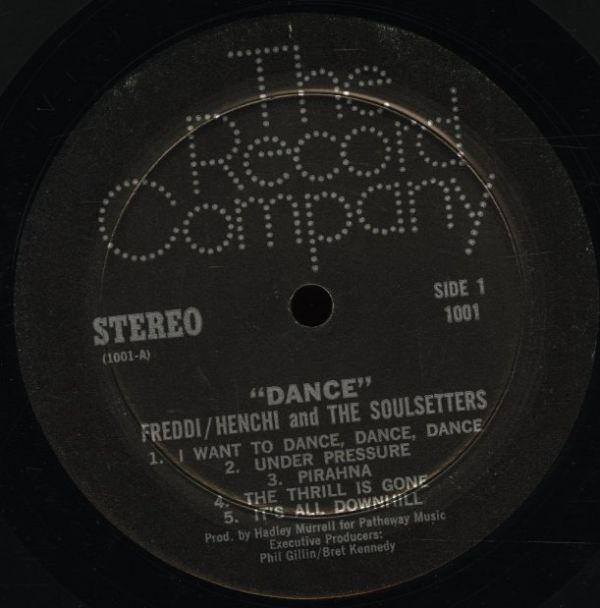 The
Record
Company
STEREO
(1001-A)
SIDE 1
1001
"DANCE"
FREDDI/HENCHI and THE SOULSETTERS
1. I WANT TO DANCE, DANCE, DANCE
2. UNDER PRESSURE
3. PIRAHNA
4. THE THRILL IS GONE
5. IT'S ALL DOWNHILL
Prod. by Hadley Murrell for Patheway Music
Executive Producers:
Phil Gillin/Bret Kennedy